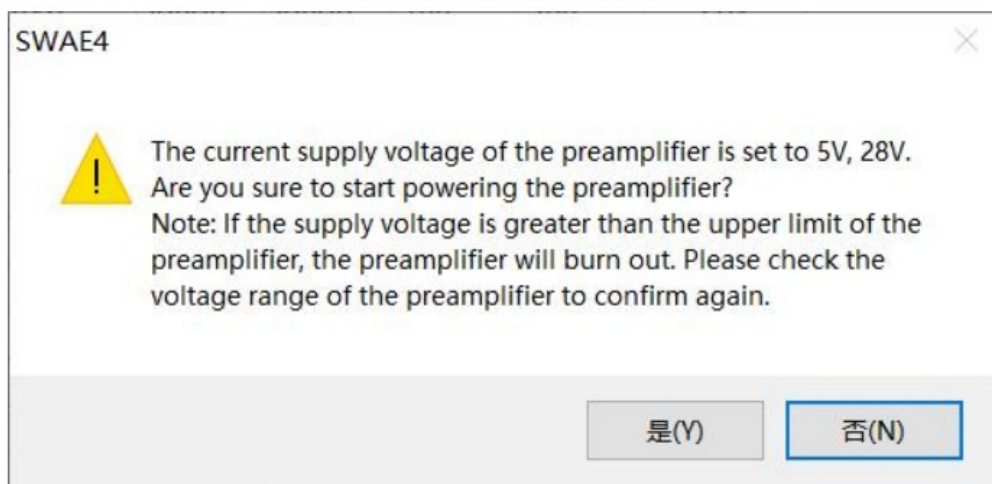 SWAE4
The current supply voltage of the preamplifier is set to 5V, 28V.
Are you sure to start powering the preamplifier?
Note: If the supply voltage is greater than the upper limit of the
preamplifier, the preamplifier will burn out. Please check the
voltage range of the preamplifier to confirm again.
是(Y)
否(N)